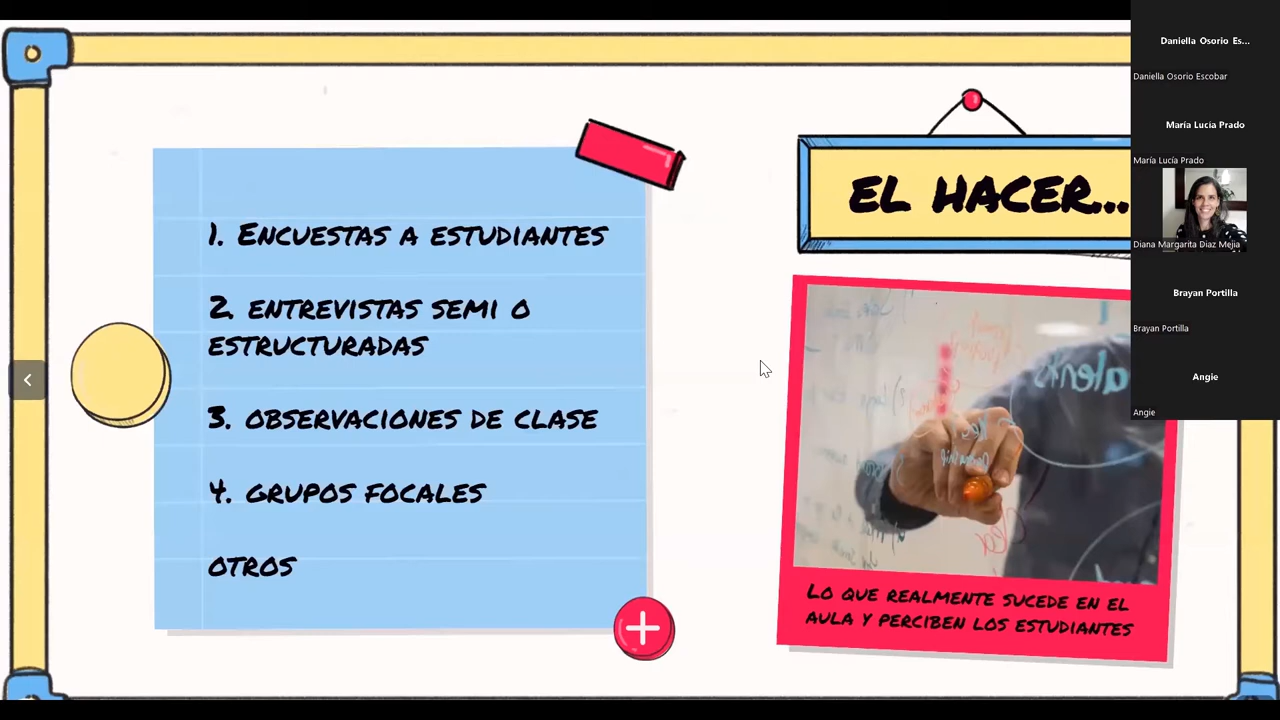 1. ENCUESTAS A ESTUDIANTES
2. ENTREVISTAS SEMI O
ESTRUCTURADAS
3. OBSERVACIONES DE CLASE
4. GRUPOS FOCALES
OTROS
EL HACER...
LO QUE REALMENTE SUCEDE EN EL
AULA Y PERCIBEN LOS ESTUDIANTES
Daniella Osorio Es...
Daniella Osorio Escobar
María Lucía Prado
María Lucía Prado
Diana Margarita Diaz Mejia
Brayan Portilla
Brayan Portilla
Angie
Angie